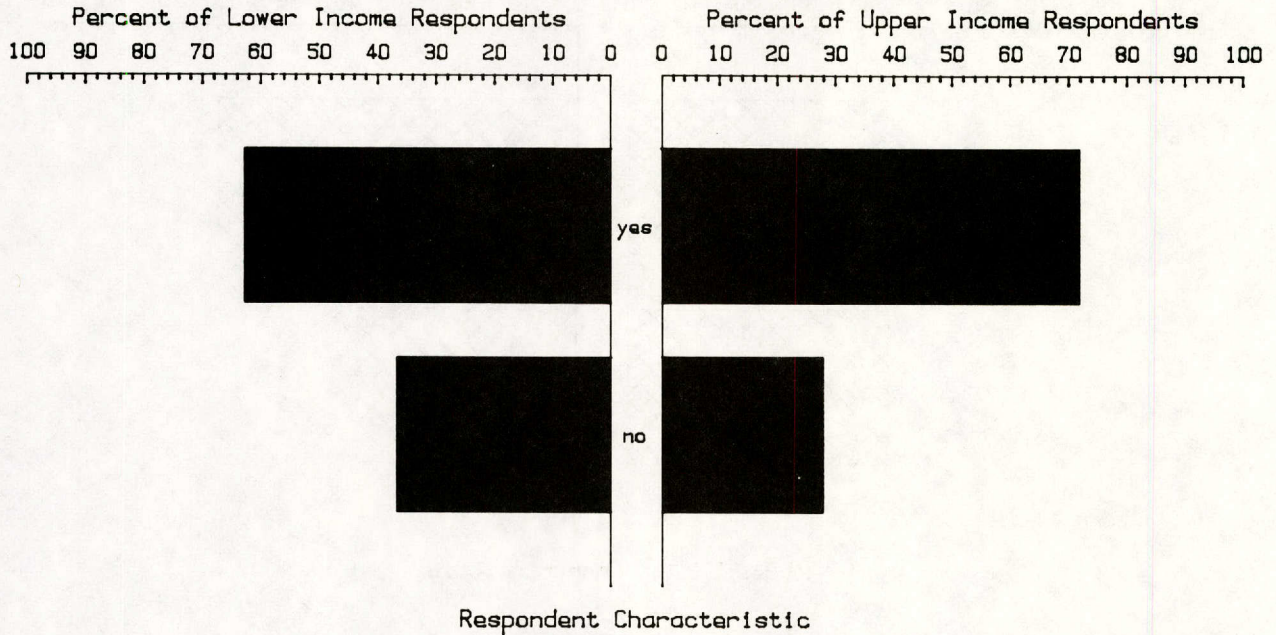 Percent of Lower Income Respondents Percent of Upper Income Respondents
100 90 80 70 60 50 40 30 20 10 0 0 10 20 30 40 50 60 70 80 90 100
yes
no
Respondent Characteristic